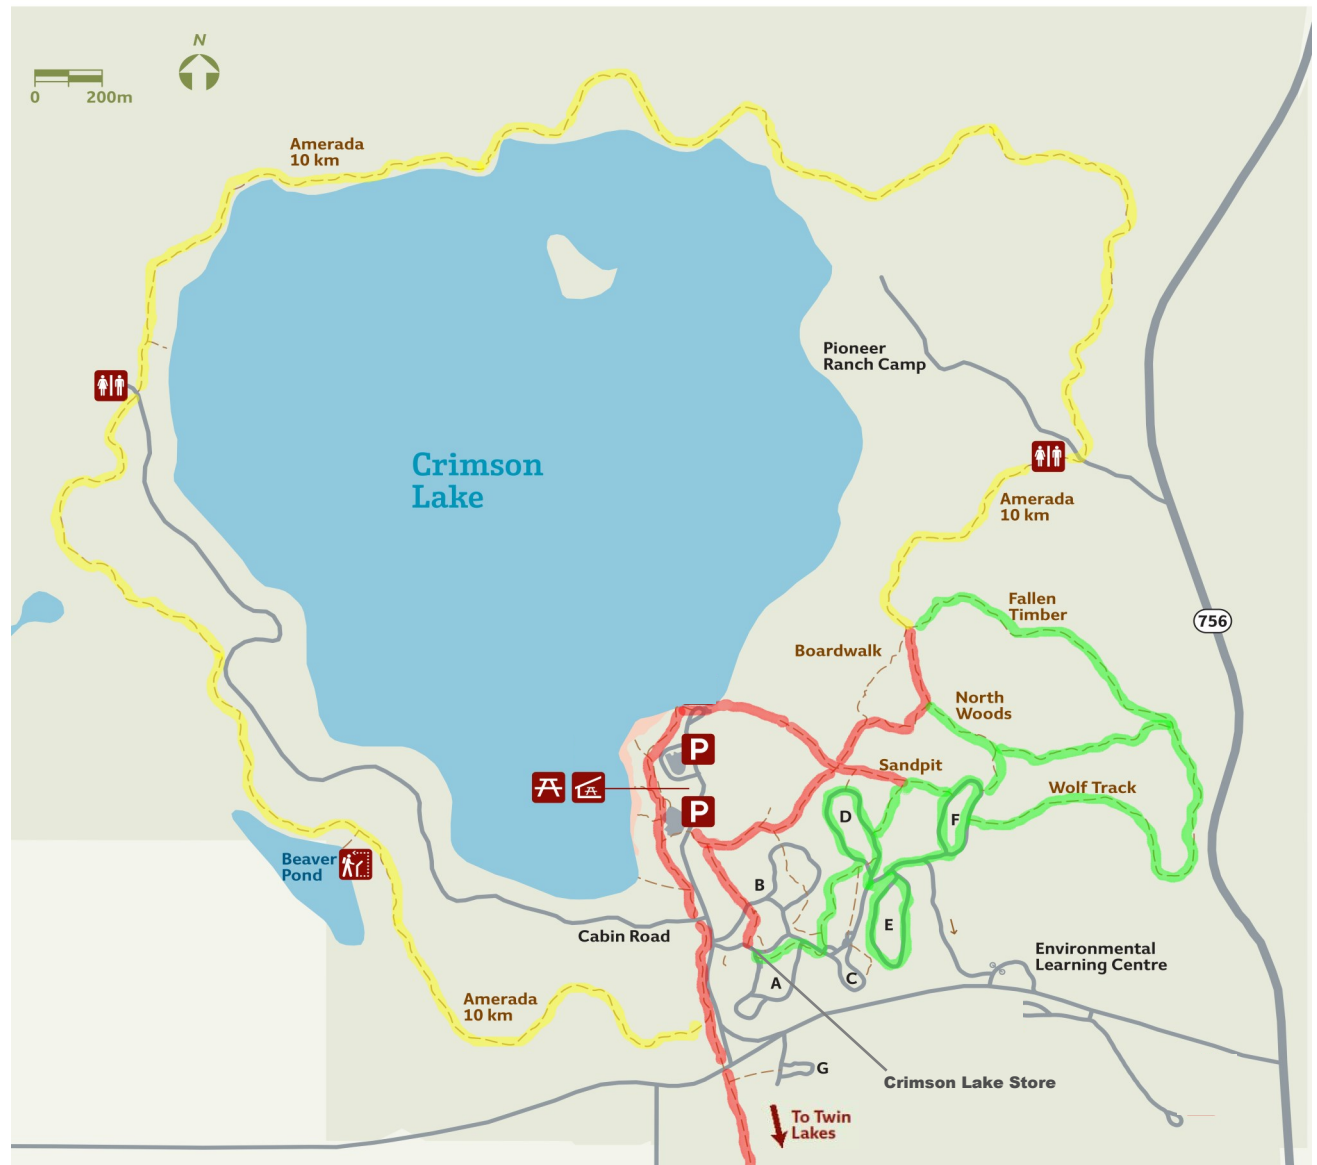 N
0 200m
Amerada
10 km
Pioneer
Ranch Camp
Crimson
Lake
Amerada
10 km
Fallen
Timber
756
Boardwalk
North
Woods
P
Sandpit
Wolf Track
P
D
F
Beaver
Pond
B
E
Cabin Road
Environmental
Learning Centre
A
C
Amerada
10 km
G
Crimson Lake Store
To Twin
Lakes